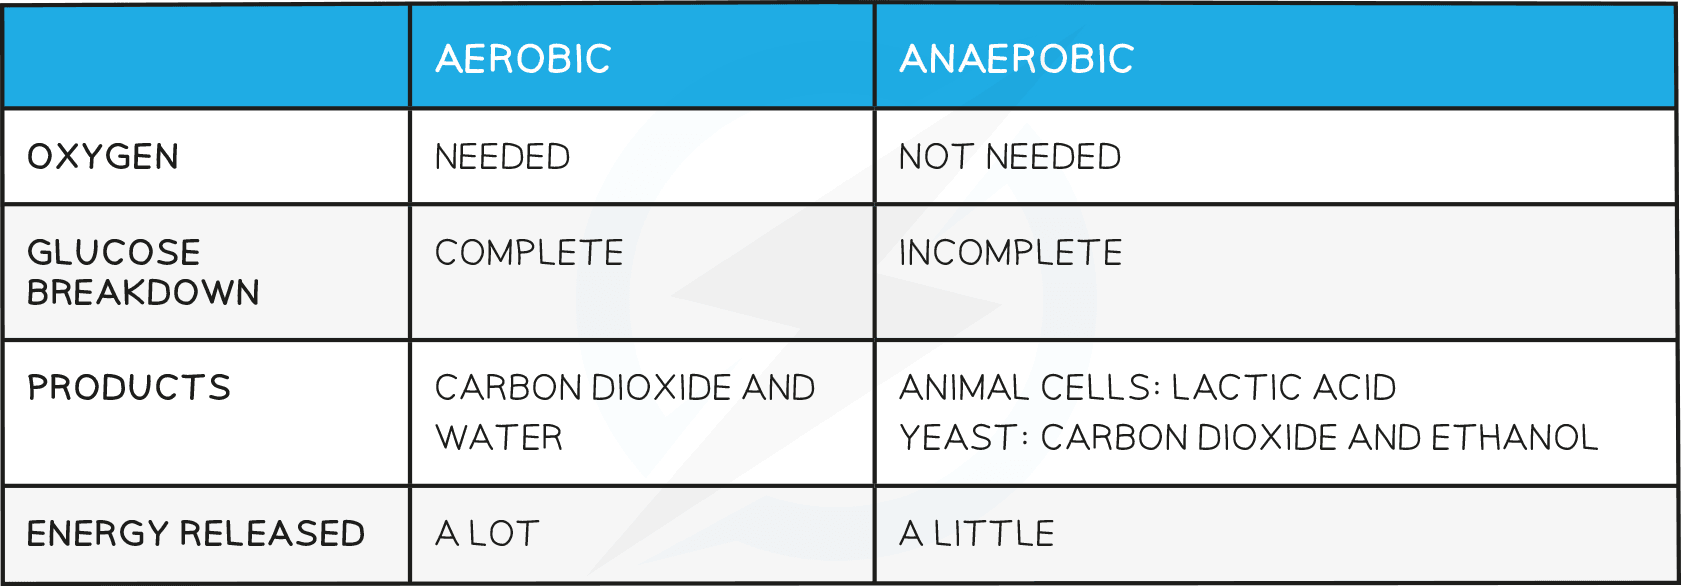 AEROBIC ANAEROBIC
OXYGEN NEEDED NOT NEEDED
GLUCOSE COMPLETE INCOMPLETE
BREAKDOWN
PRODUCTS CARBON DIOXIDE AND ANIMAL CELLS: LACTIC ACID
WATER YEAST: CARBON DIOXIDE AND ETHANOL
ENERGY RELEASED A LOT A LITTLE